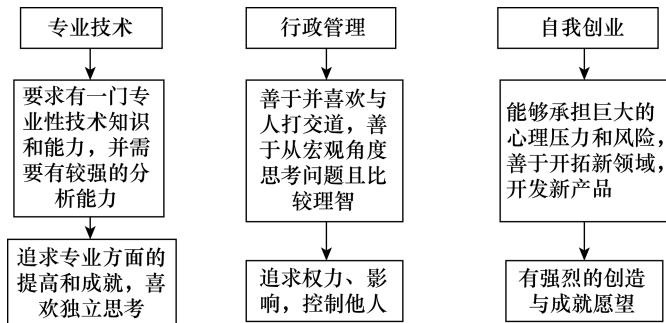 专业技术
要求有一门专
业性技术知识
和能力，并需
要有较强的分
析能力
追求专业方面的
提高和成就，喜
欢独立思考
行政管理
善于并喜欢与
人打交道，善
于从宏观角度
思考问题且比
较理智
追求权力、影
响，控制他人
自我创业
能够承担巨大的
心理压力和风险，
善于开拓新领域，
开发新产品
有强烈的创造
与成就愿望